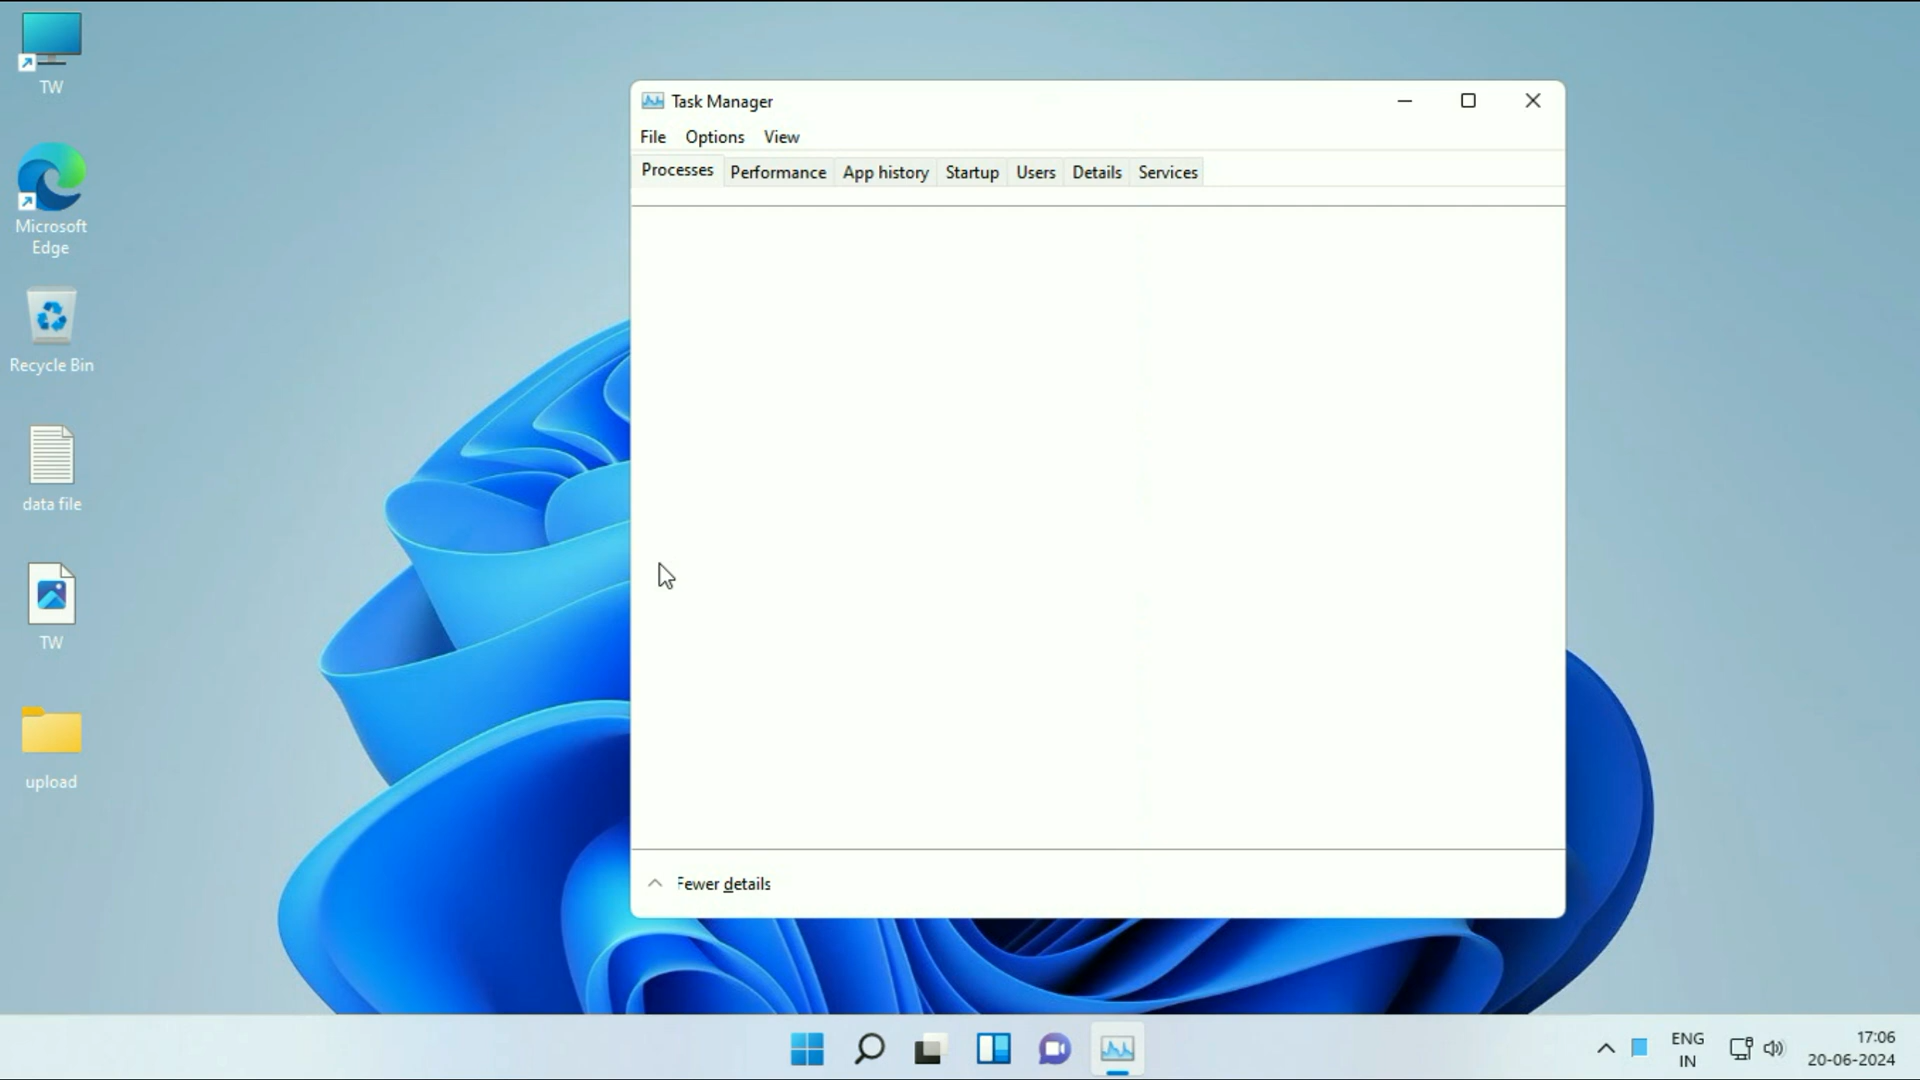 TW
Microsoft
Edge
Recycle Bin
data file
TW
upload
Task Manager
File Options View
Processes Performance App history Startup Users Details Services
Fewer details
ENG
IN
17:06
20-06-2024